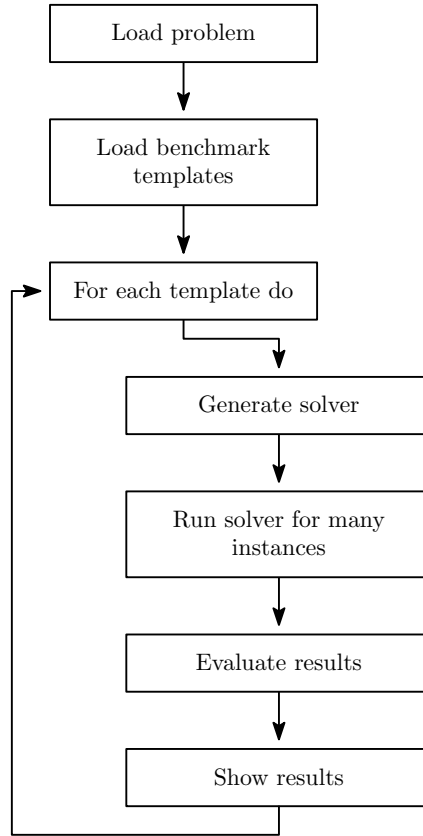 Load problem
Load benchmark
templates
For each template do
Generate solver
Run solver for many
instances
Evaluate results
Show results